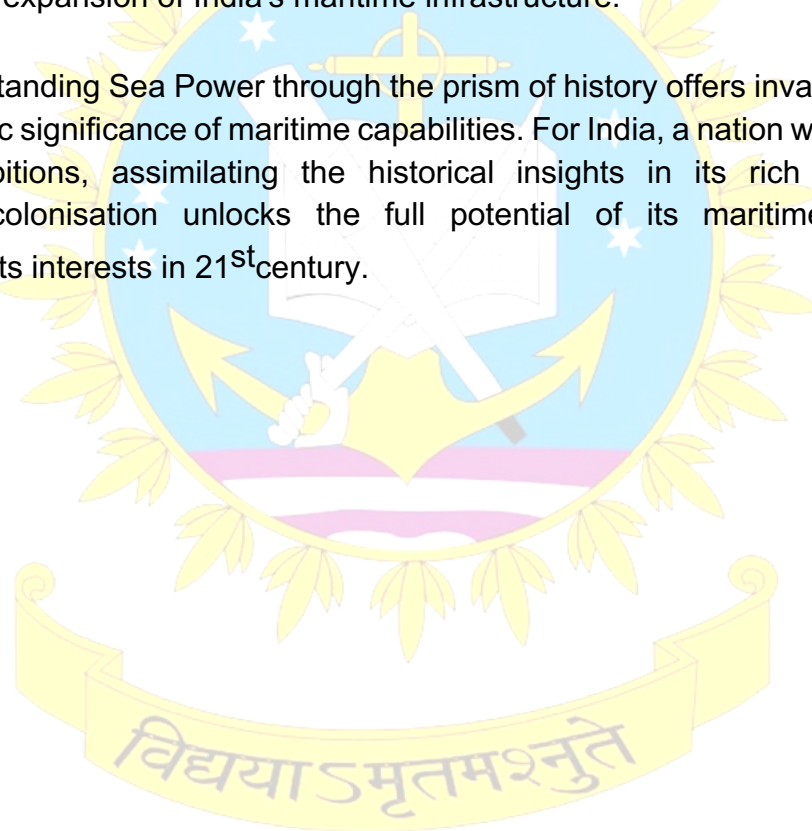 expansion of India's maritime infrastructure.
tanding Sea Power through the prism of history offers inva
c significance of maritime capabilities. For India, a nation w
bitions, assimilating the historical insights in its rich
colonisation unlocks the full potential of its maritime
ts interests in 21st century.
विद्ययाऽमृतमश्नुते